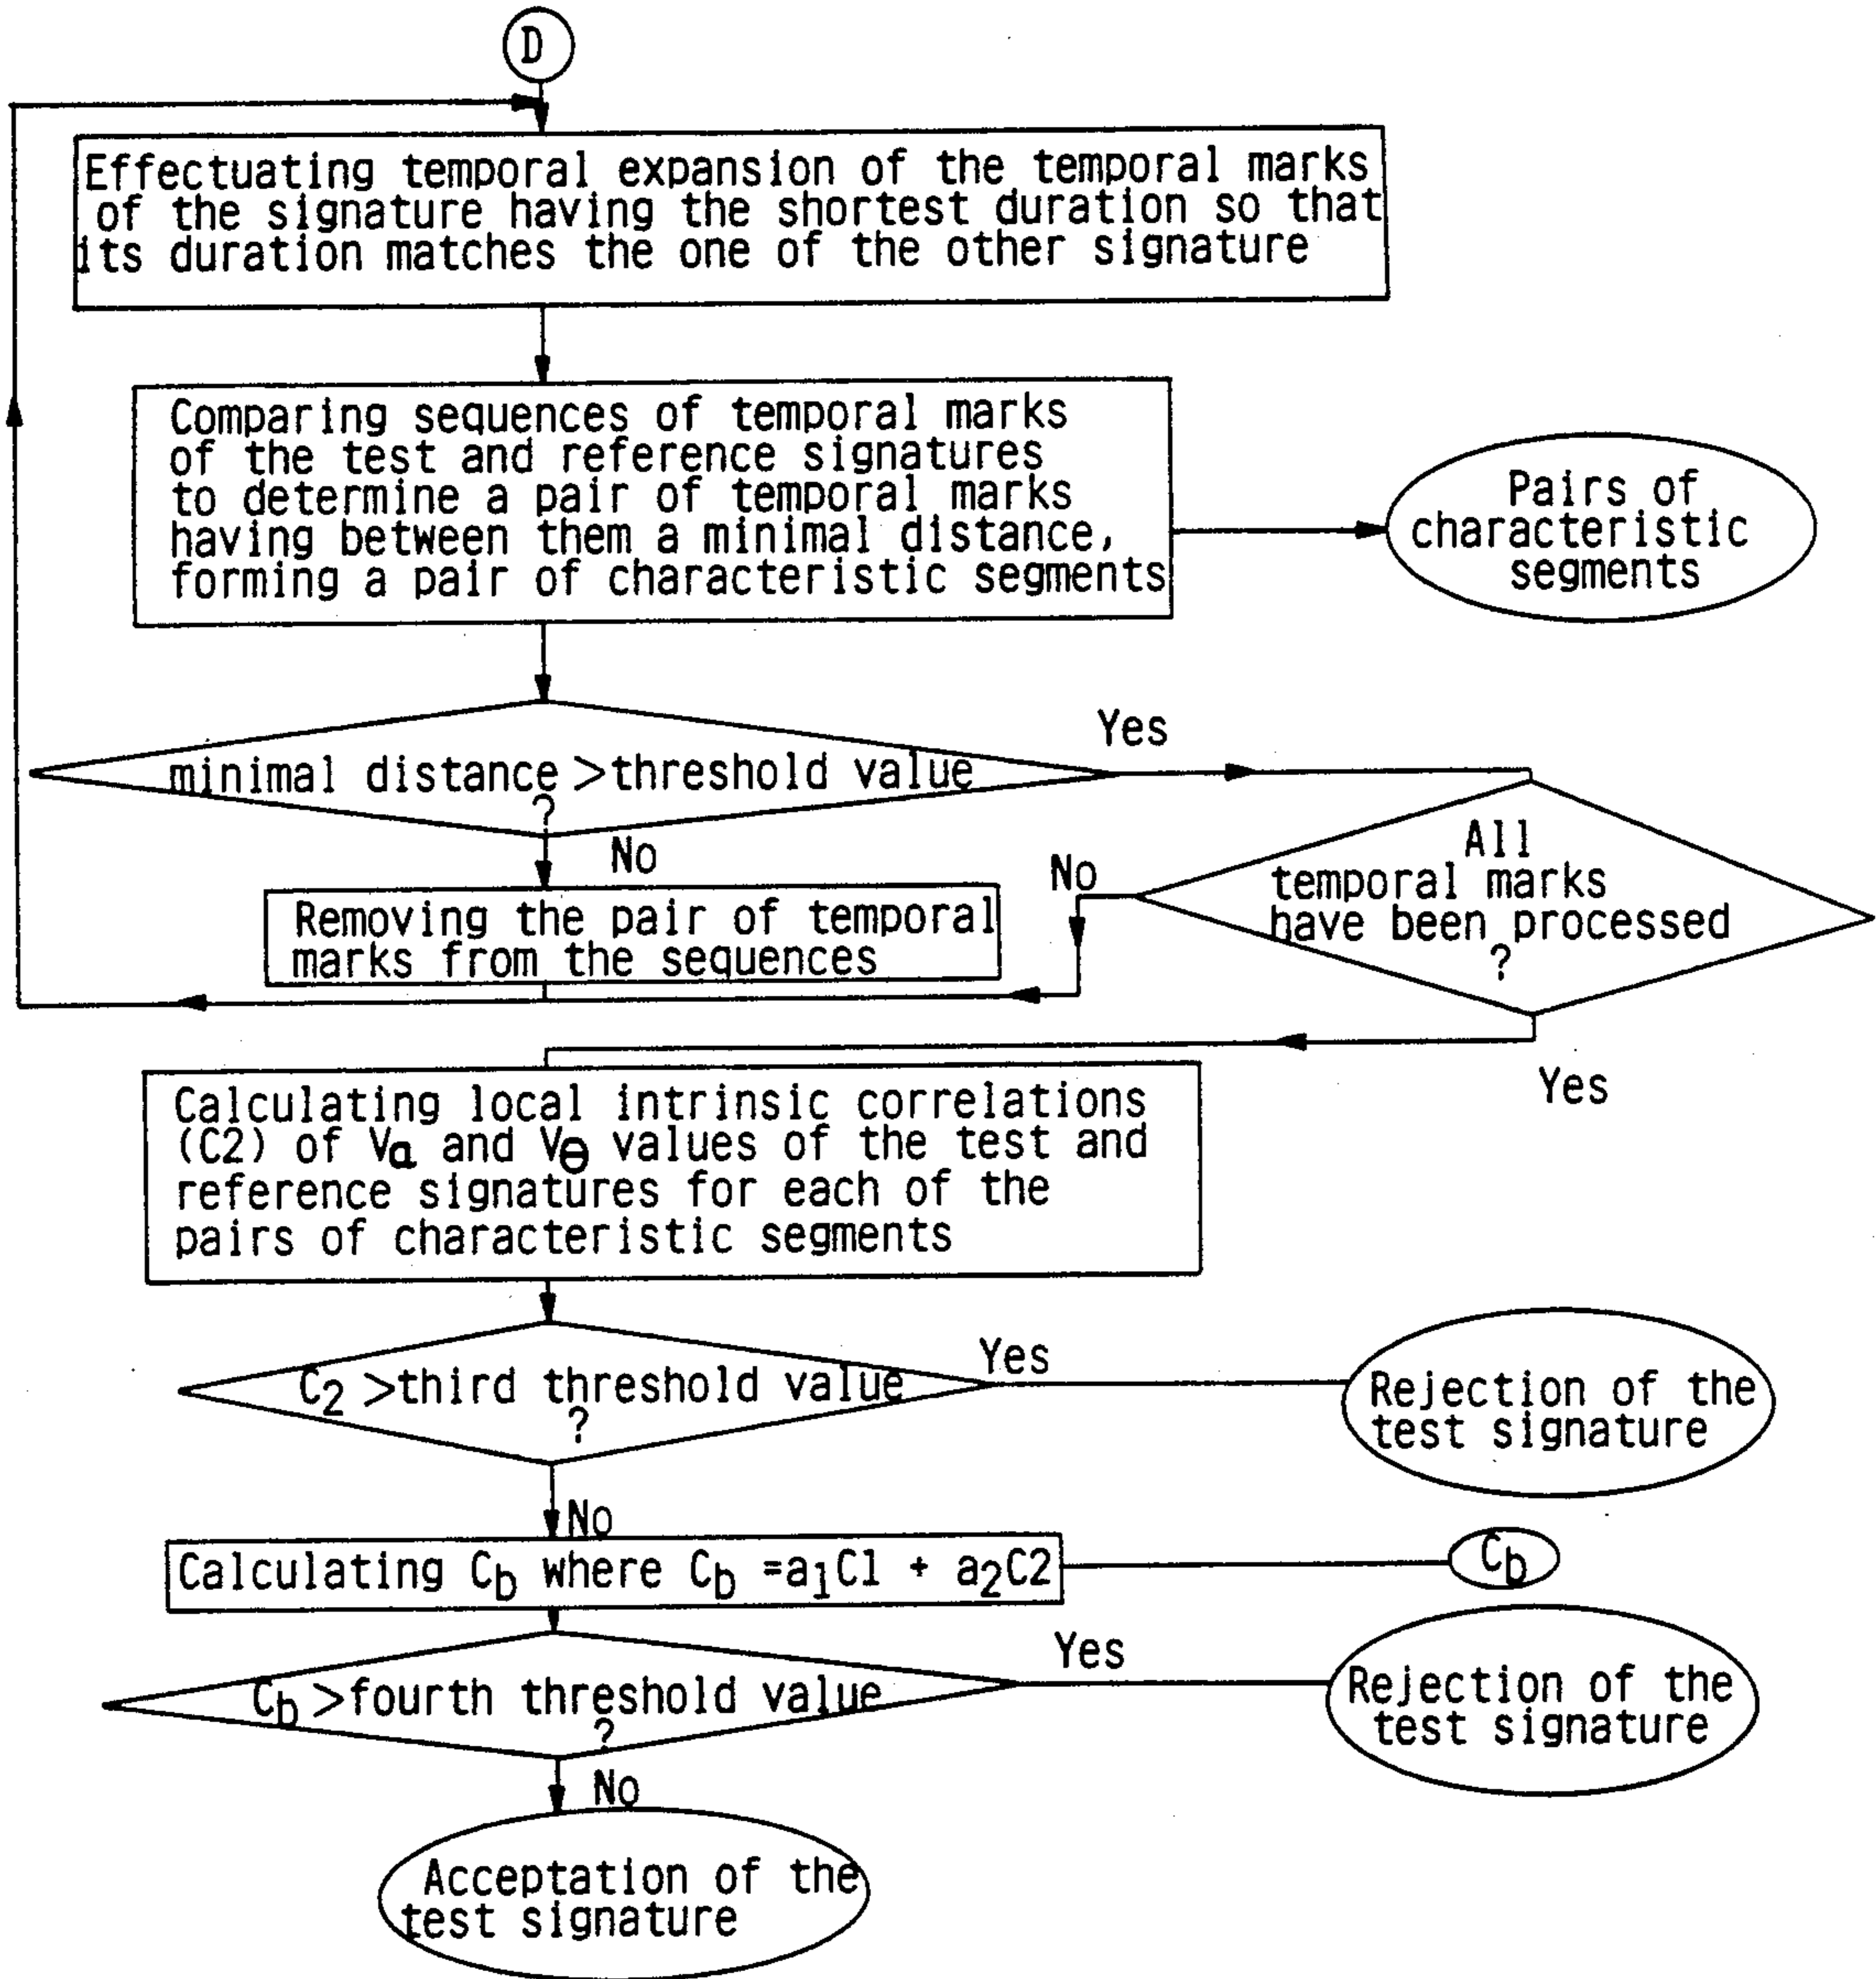 D
Effectuating temporal expansion of the temporal marks
of the signature having the shortest duration so that
its duration matches the one of the other signature
Comparing sequences of temporal marks
of the test and reference signatures
to determine a pair of temporal marks
having between them a minimal distance,
forming a pair of characteristic segments
Pairs of
characteristic
segments
minimal distance >threshold value
?
Yes
No
All
temporal marks
have been processed
?
No
Yes
Removing the pair of temporal
marks from the sequences
Calculating local intrinsic correlations
(C2) of Va and Vθ values of the test and
reference signatures for each of the
pairs of characteristic segments
C2 >third threshold value
?
Yes
Rejection of the
test signature
No
Calculating Cb where Cb =a1C1 + a2C2
Cb
Cb >fourth threshold value
?
Yes
Rejection of the
test signature
No
Acceptation of the
test signature